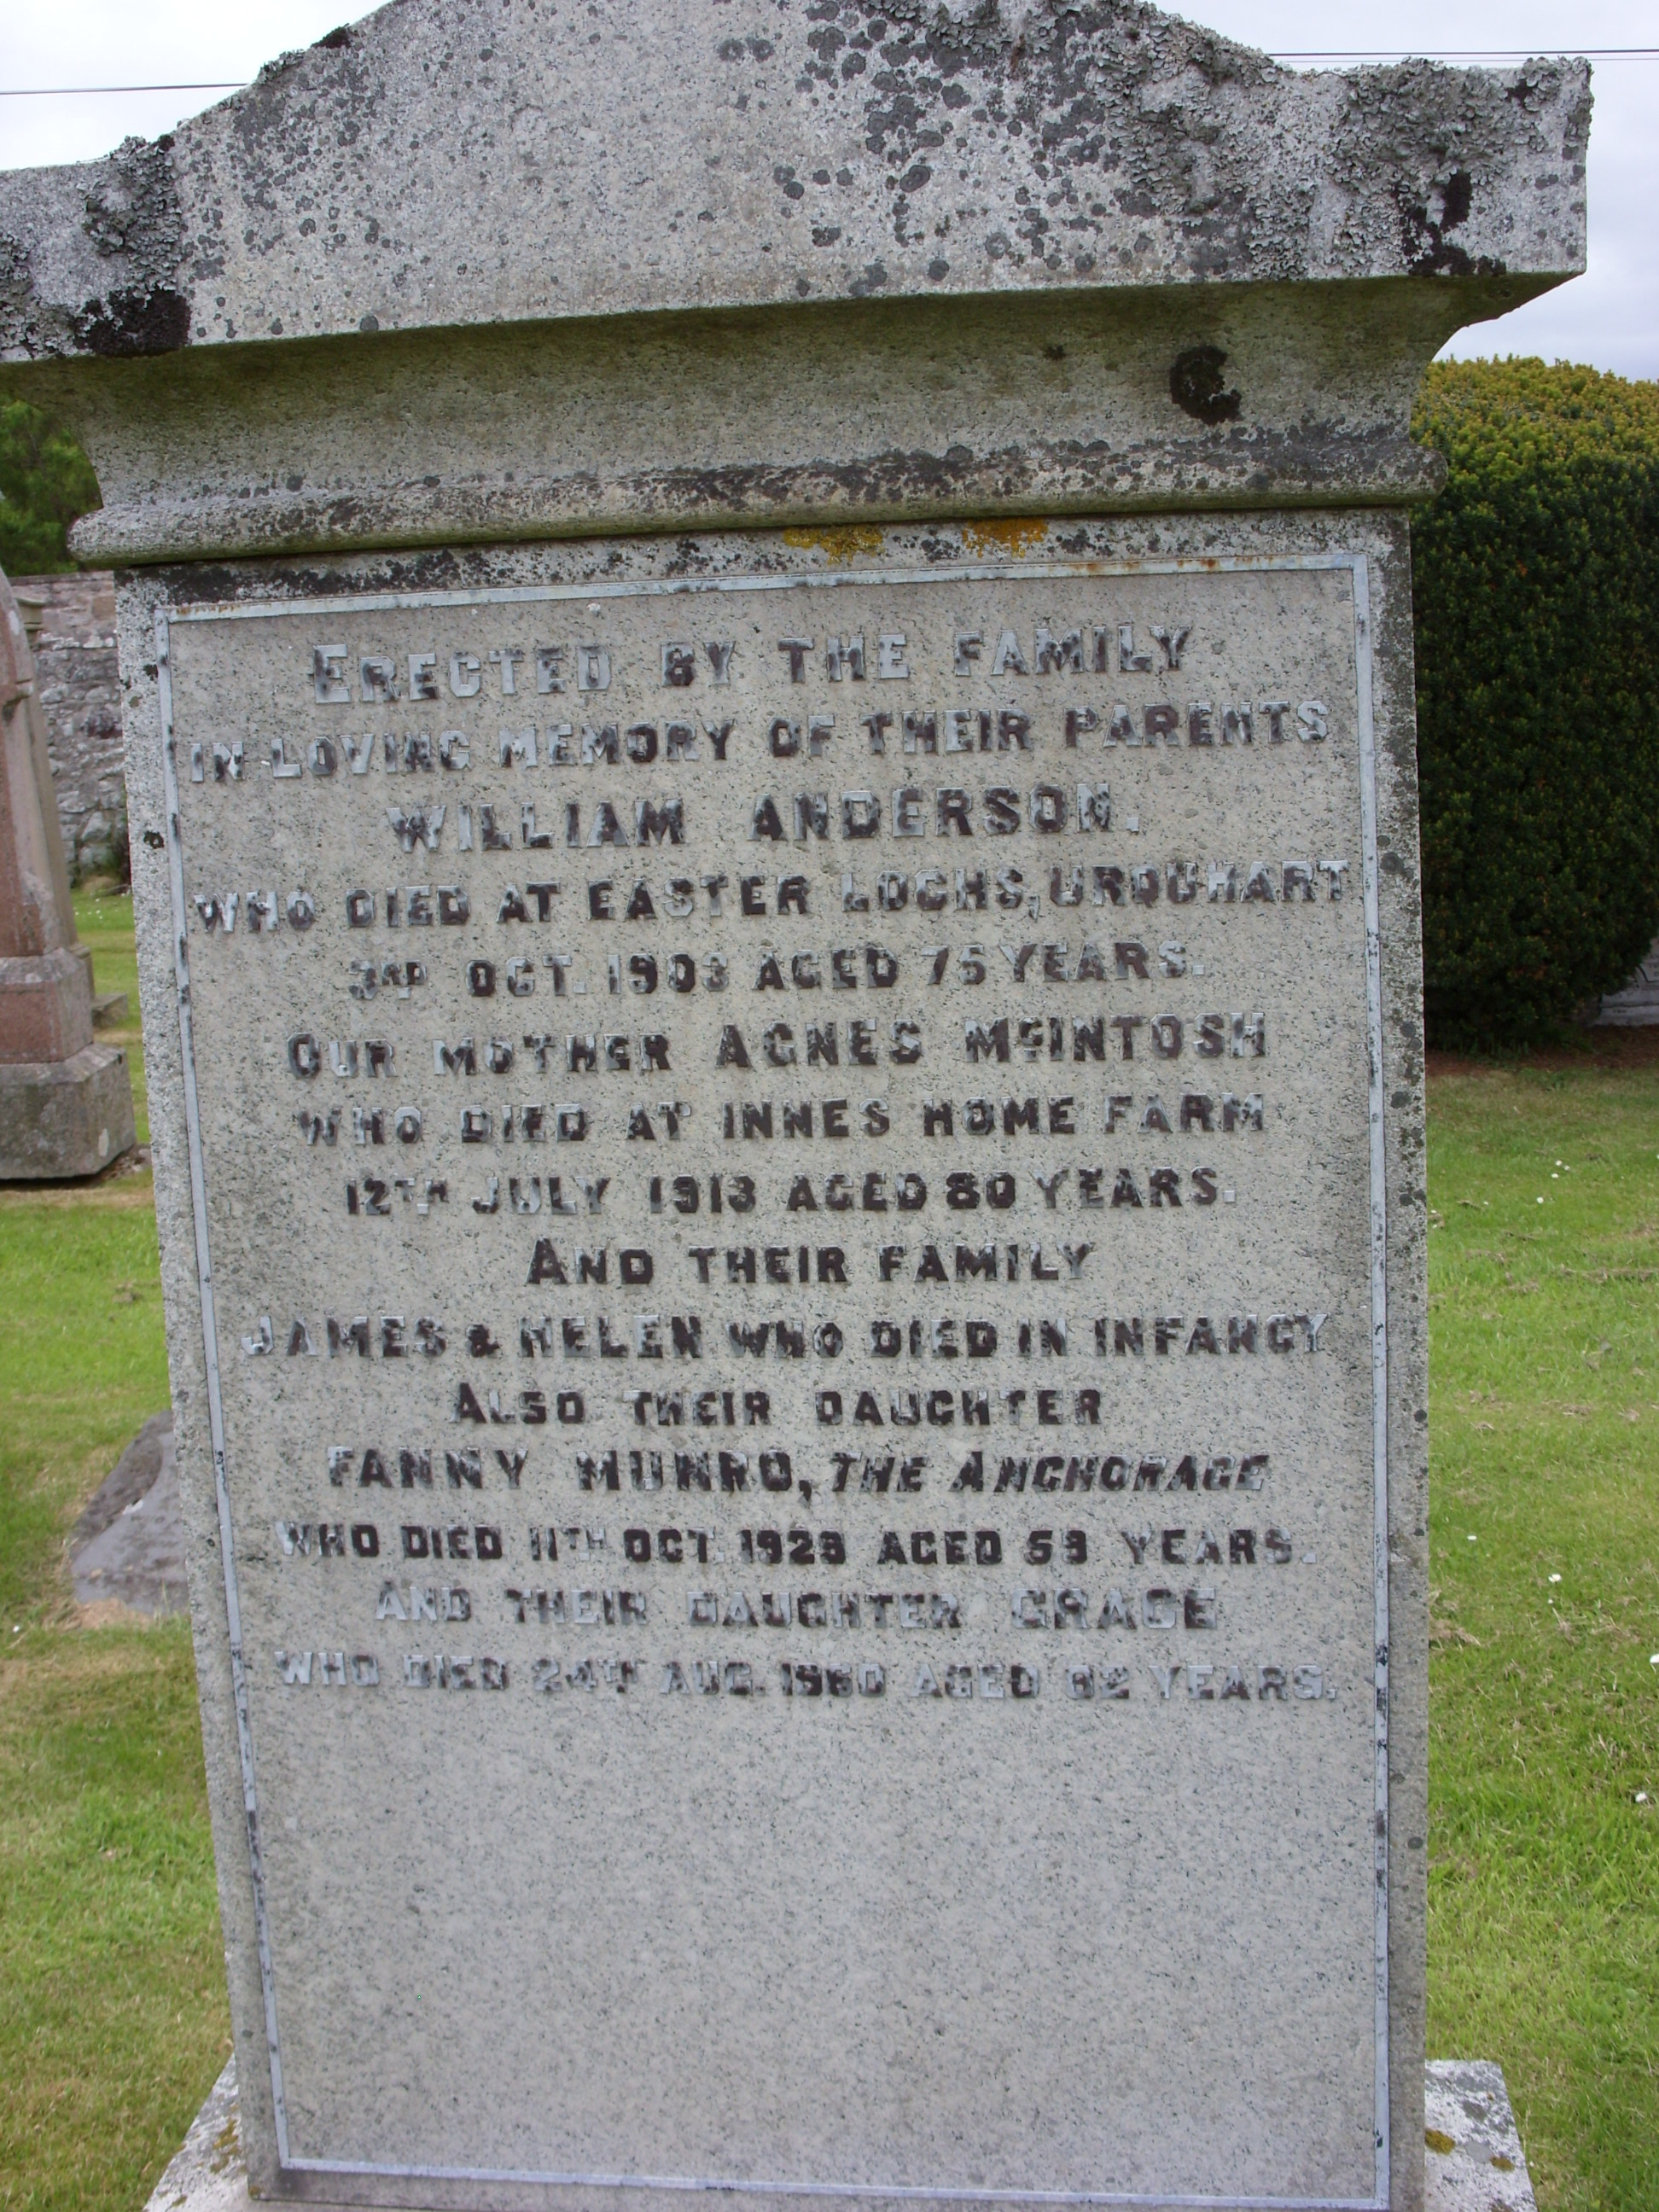 ERECTED BY THE FAMILY
IN LOVING MEMORY OF THEIR PARENTS
WILLIAM ANDERSON.
WHO DIED AT EASTER LOCHS, URQUHART
3RD OCT. 1903 AGED 75 YEARS.
OUR MOTHER AGNES McINTOSH
WHO DIED AT INNES HOME FARM
12TH JULY 1913 AGED 80 YEARS.
AND THEIR FAMILY
JAMES & HELEN WHO DIED IN INFANCY
ALSO THEIR DAUGHTER
FANNY MUNRO, THE ANCHORAGE
WHO DIED 11TH OCT. 1929 AGED 59 YEARS.
AND THEIR DAUGHTER GRACE
WHO DIED 24TH AUG. AGED YEARS.